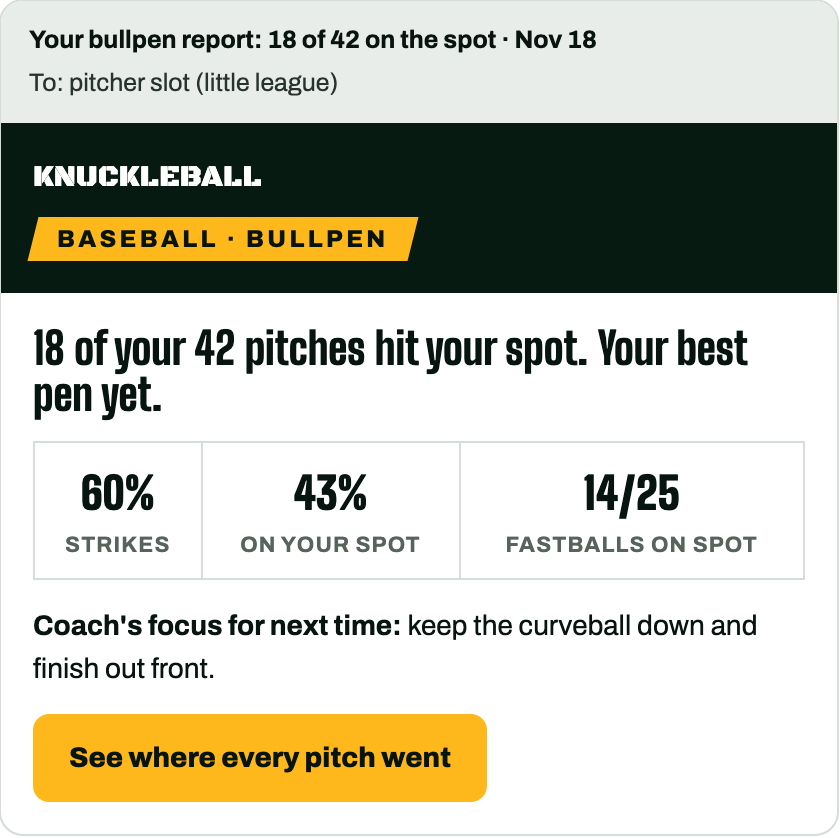 Your bullpen report: 18 of 42 on the spot · Nov 18
To: pitcher slot (little league)
KNUCKLEBALL
BASEBALL · BULLPEN
18 of your 42 pitches hit your spot. Your best
pen yet.
60%
STRIKES
43%
ON YOUR SPOT
14/25
FASTBALLS ON SPOT
Coach's focus for next time: keep the curveball down and
finish out front.
See where every pitch went